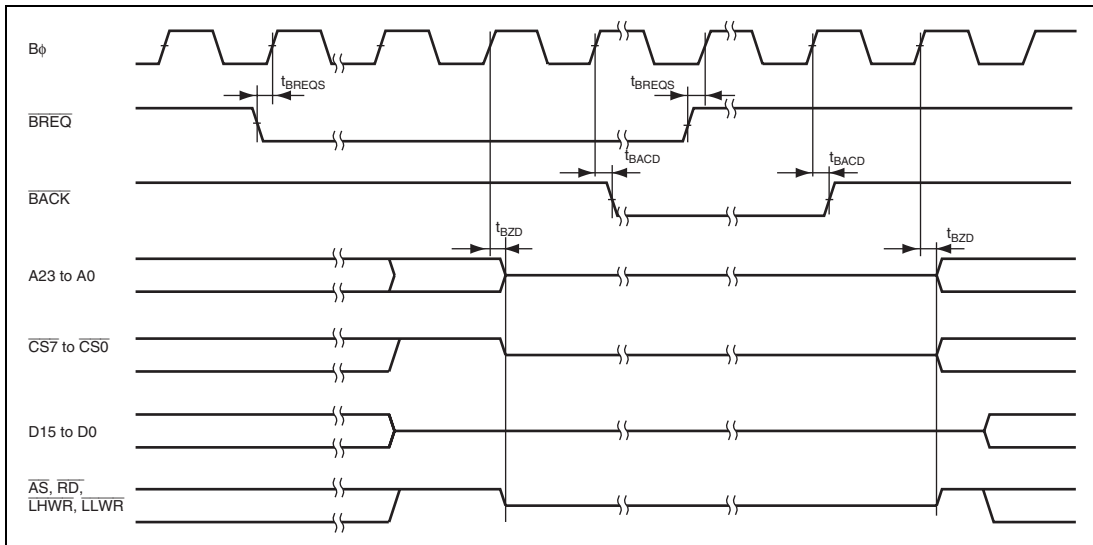 Bφ
tBREQS
tBREQS
BREQ
tBACD
tBACD
BACK
tBZD
tBZD
A23 to A0
CS7 to CS0
D15 to D0
AS, RD,
LHWR, LLWR